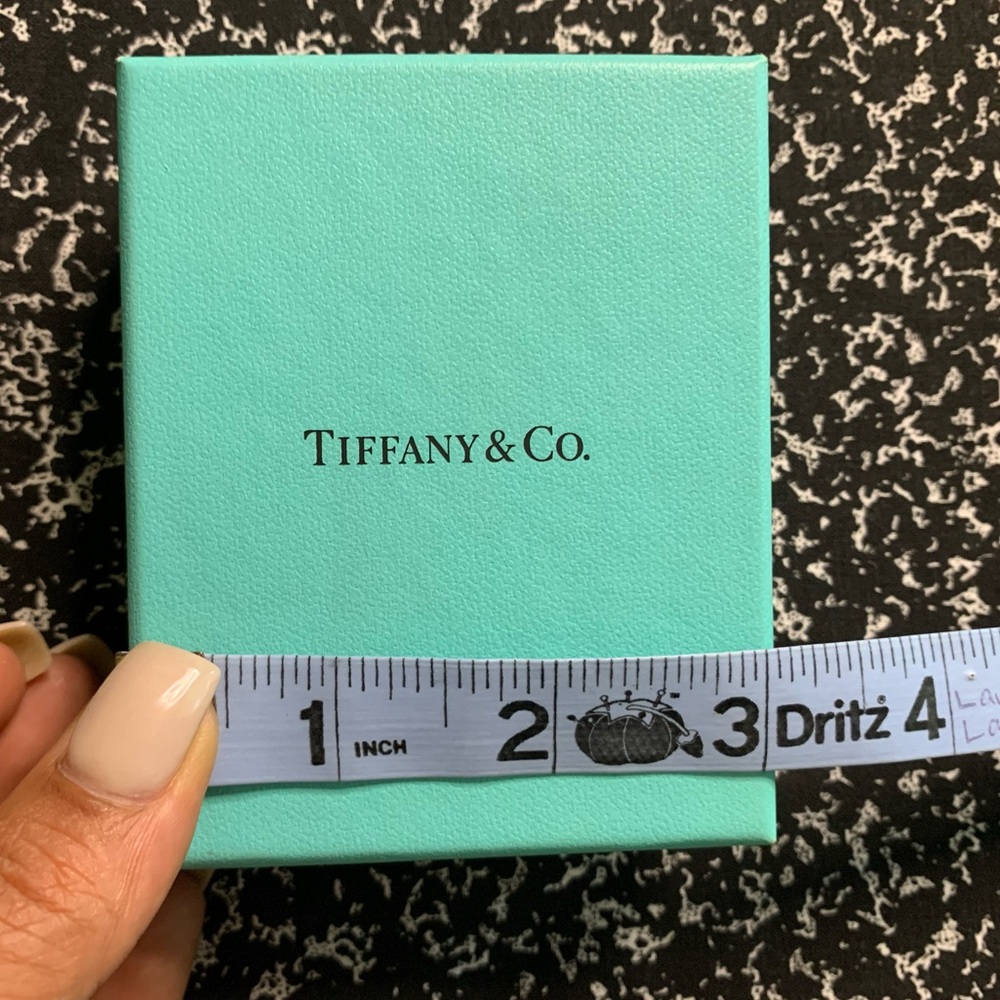 TIFFANY & CO.
1 INCH 2 3 Dritz 4